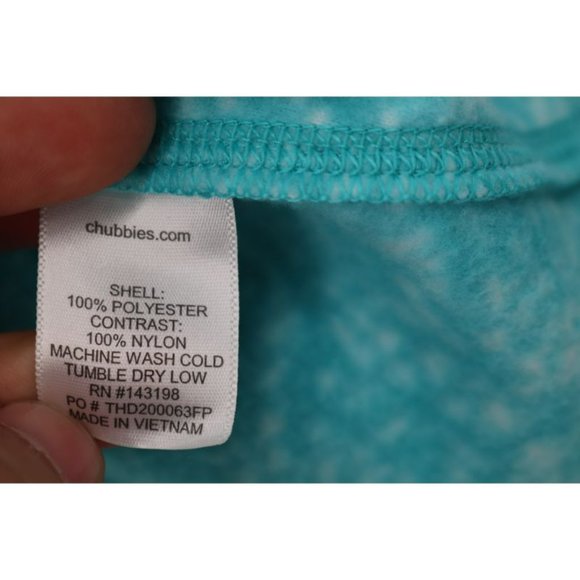 chubbies.com
SHELL:
100% POLYESTER
CONTRAST:
100% NYLON
MACHINE WASH COLD
TUMBLE DRY LOW
RN #143198
PO # THD200063FP
MADE IN VIETNAM